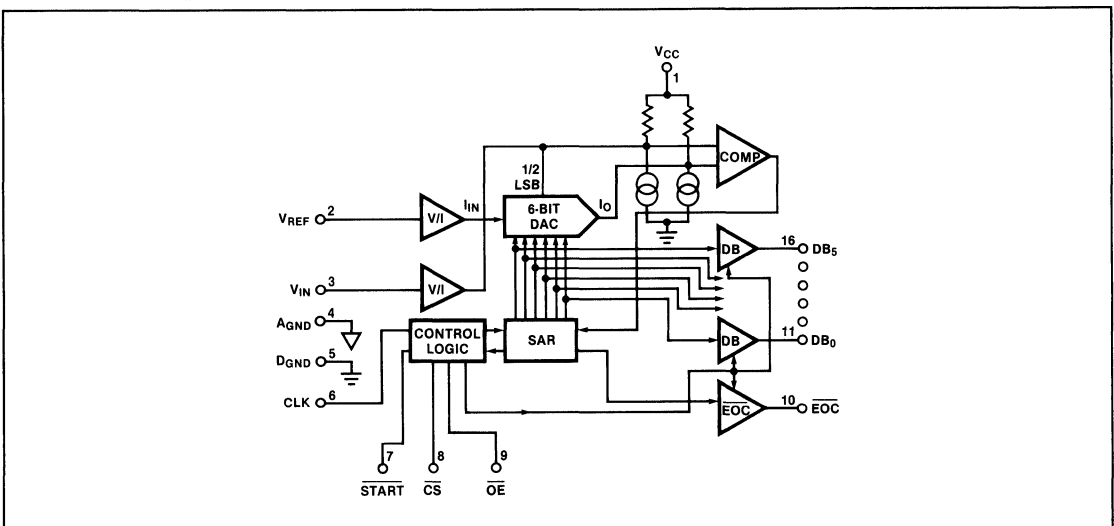 VCC
1
COMP
1/2
LSB
VREF 2
V/I
IIN
6-BIT
DAC
IO
DB
16
DB5
VIN 3
V/I
AGND 4
CONTROL
LOGIC
SAR
DB
11
DB0
DGND 5
CLK 6
EOC
10
EOC
7
8
9
START
CS
OE